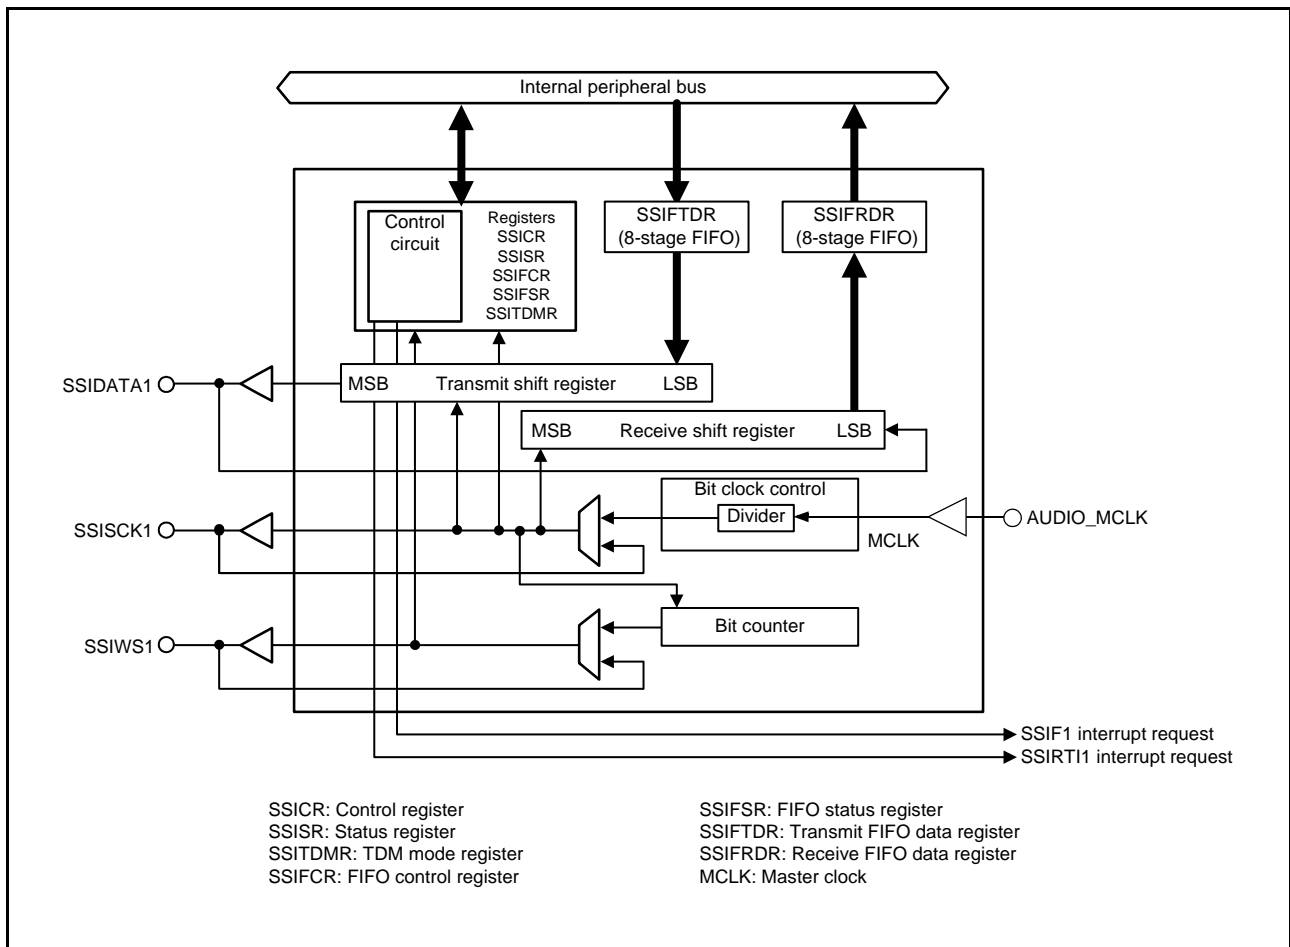 Internal peripheral bus
Control
circuit
Registers
SSICR
SSISR
SSIFCR
SSIFSR
SSITDMR
SSIFTDR
(8-stage FIFO)
SSIFRDR
(8-stage FIFO)
SSIDATA1
MSB Transmit shift register LSB
MSB Receive shift register LSB
SSISCK1
Bit clock control
Divider
MCLK
AUDIO_MCLK
SSIWS1
Bit counter
SSIF1 interrupt request
SSIRTI1 interrupt request
SSICR: Control register
SSISR: Status register
SSITDMR: TDM mode register
SSIFCR: FIFO control register
SSIFSR: FIFO status register
SSIFTDR: Transmit FIFO data register
SSIFRDR: Receive FIFO data register
MCLK: Master clock